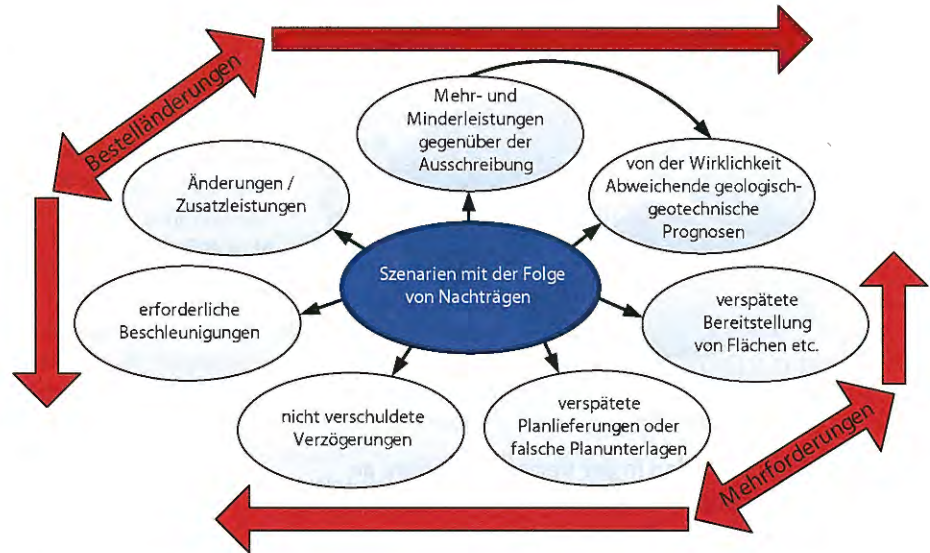 Bestelländerungen
Mehr- und
Minderleistungen
gegenüber der
Ausschreibung
von der Wirklichkeit
Abweichende geologisch-
geotechnische
Prognosen
Änderungen /
Zusatzleistungen
Szenarien mit der Folge
von Nachträgen
erforderliche
Beschleunigungen
verspätete
Bereitstellung
von Flächen etc.
nicht verschuldete
Verzögerungen
verspätete
Planlieferungen oder
falsche Planunterlagen
Mehrforderungen